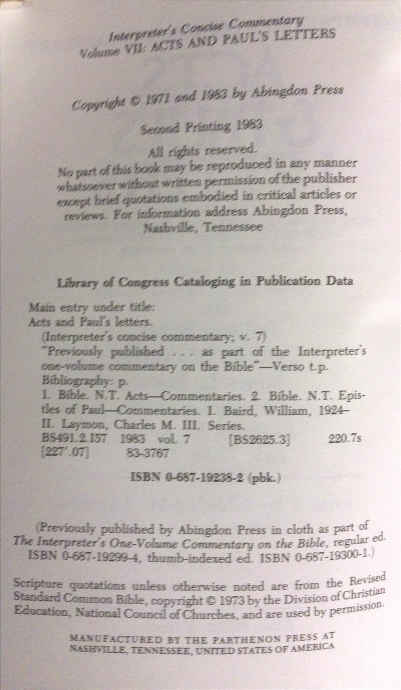 Interpreter's Concise Commentary
Volume VII: ACTS AND PAUL'S LETTERS
Copyright © 1971 and 1983 by Abingdon Press
Second Printing 1983
All rights reserved.
No part of this book may be reproduced in any manner
whatsoever without written permission of the publisher
except brief quotations embodied in critical articles or
reviews. For information address Abingdon Press,
Nashville, Tennessee
Library of Congress Cataloging in Publication Data
Main entry under title:
Acts and Paul's letters.
(Interpreter's concise commentary; v. 7)
"Previously published . . . as part of the Interpreter's
one-volume commentary on the Bible"—Verso t.p.
Bibliography: p.
1. Bible. N.T. Acts—Commentaries. 2. Bible. N.T. Epis-
tles of Paul—Commentaries. I. Baird, William, 1924–
II. Laymon, Charles M. III. Series.
BS491.2.I57 1983 vol. 7 [BS2625.3] 220.7s
[227'.07] 83-3767
ISBN 0-687-19238-2 (pbk.)
(Previously published by Abingdon Press in cloth as part of
The Interpreter's One-Volume Commentary on the Bible, regular ed.
ISBN 0-687-19299-4, thumb-indexed ed. ISBN 0-687-19300-1.)
Scripture quotations unless otherwise noted are from the Revised
Standard Common Bible, copyright © 1973 by the Division of Christian
Education, National Council of Churches, and are used by permission.
MANUFACTURED BY THE PARTHENON PRESS AT
NASHVILLE, TENNESSEE, UNITED STATES OF AMERICA